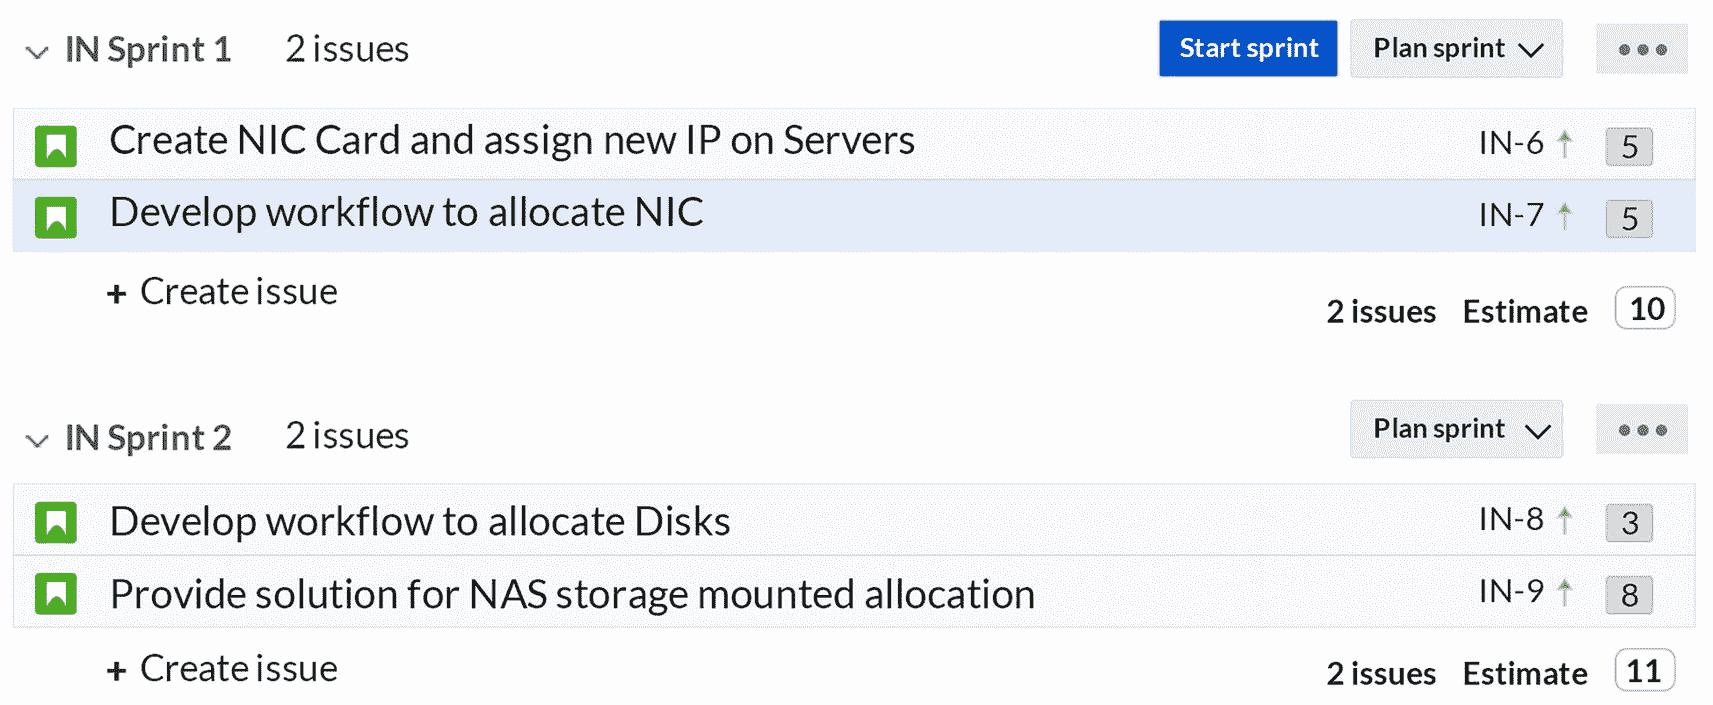 IN Sprint 1 2 issues Start sprint Plan sprint
Create NIC Card and assign new IP on Servers IN-6 5
Develop workflow to allocate NIC IN-7 5
+ Create issue
2 issues Estimate 10
IN Sprint 2 2 issues Plan sprint
Develop workflow to allocate Disks IN-8 3
Provide solution for NAS storage mounted allocation IN-9 8
+ Create issue
2 issues Estimate 11